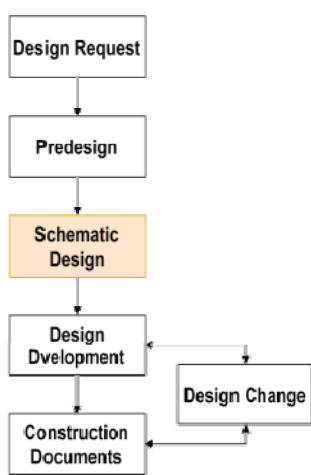 Design Request
Predesign
Schematic
Design
Design
Dvelopment
Design Change
Construction
Documents